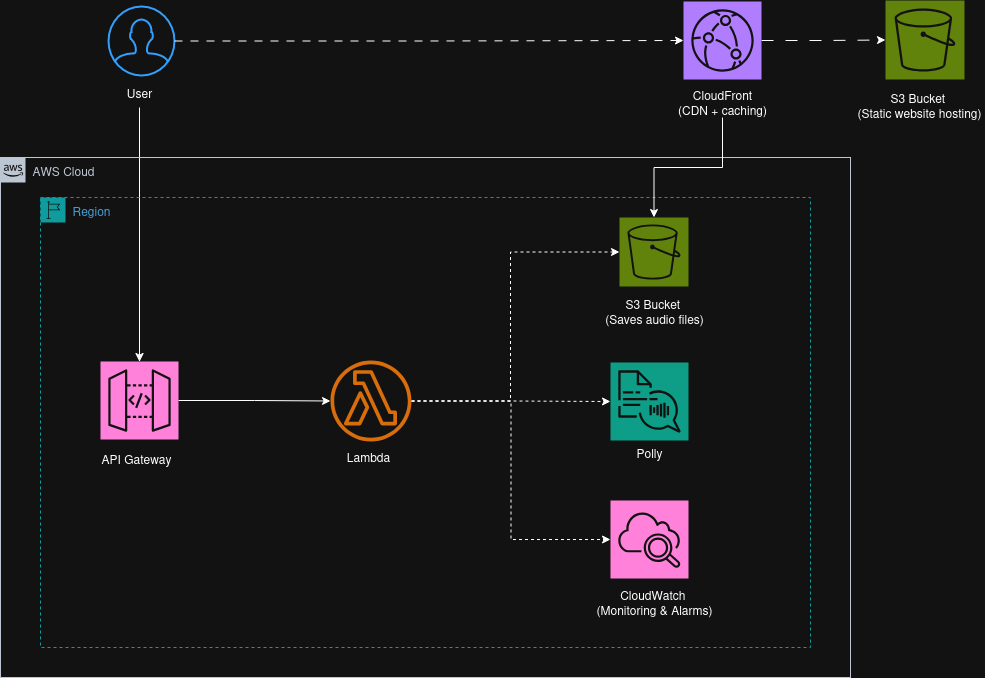 User
CloudFront
(CDN + caching)
S3 Bucket
(Static website hosting)
aws
AWS Cloud
Region
S3 Bucket
(Saves audio files)
</>
API Gateway
Lambda
Polly
CloudWatch
(Monitoring & Alarms)